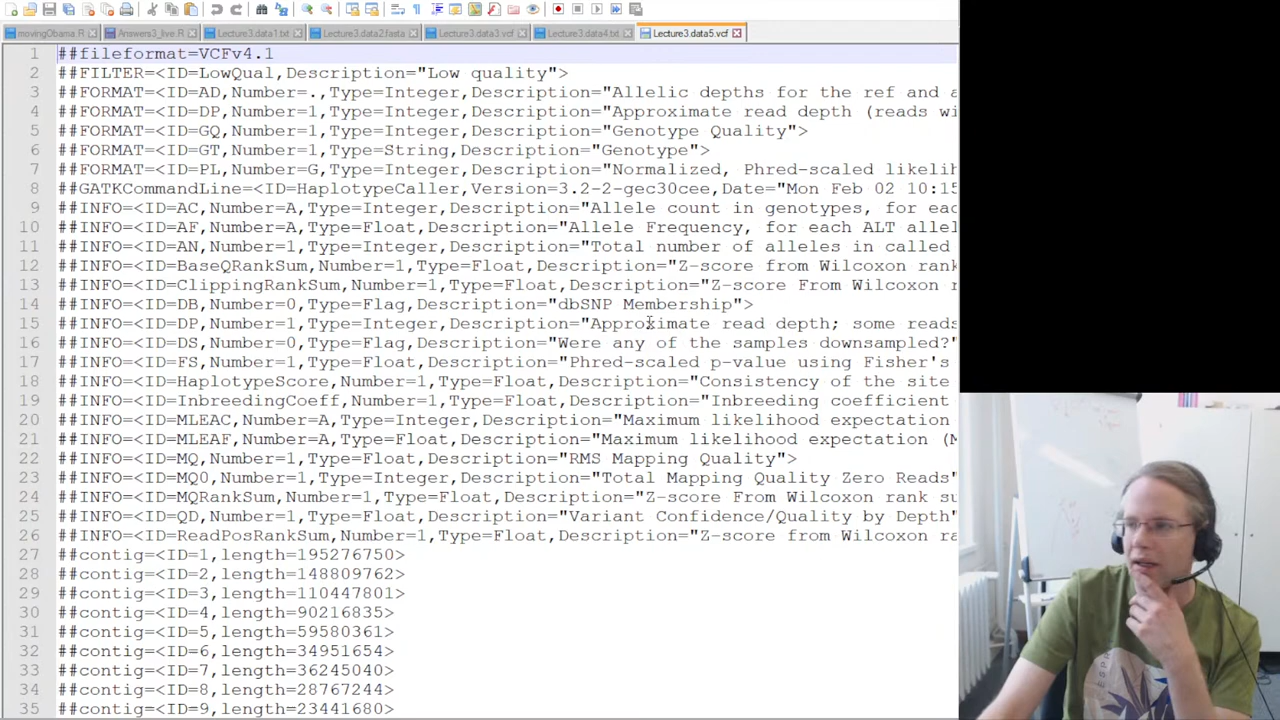 movingObama.R Answers3_live.R Lecture3.data1.txt Lecture3.data2.fasta Lecture3.data3.vcf Lecture3.data4.txt Lecture3.data5.vcf
1 ##fileformat=VCFv4.1
2 ##FILTER=<ID=LowQual,Description="Low quality">
3 ##FORMAT=<ID=AD,Number=.,Type=Integer,Description="Allelic depths for the ref and a
4 ##FORMAT=<ID=DP,Number=1,Type=Integer,Description="Approximate read depth (reads wi
5 ##FORMAT=<ID=GQ,Number=1,Type=Integer,Description="Genotype Quality">
6 ##FORMAT=<ID=GT,Number=1,Type=String,Description="Genotype">
7 ##FORMAT=<ID=PL,Number=G,Type=Integer,Description="Normalized, Phred-scaled likelih
8 ##GATKCommandLine=<ID=HaplotypeCaller,Version=3.2-2-gec30cee,Date="Mon Feb 02 10:15
9 ##INFO=<ID=AC,Number=A,Type=Integer,Description="Allele count in genotypes, for eac
10 ##INFO=<ID=AF,Number=A,Type=Float,Description="Allele Frequency, for each ALT allel
11 ##INFO=<ID=AN,Number=1,Type=Integer,Description="Total number of alleles in called
12 ##INFO=<ID=BaseQRankSum,Number=1,Type=Float,Description="Z-score from Wilcoxon rank
13 ##INFO=<ID=ClippingRankSum,Number=1,Type=Float,Description="Z-score From Wilcoxon r
14 ##INFO=<ID=DB,Number=0,Type=Flag,Description="dbSNP Membership">
15 ##INFO=<ID=DP,Number=1,Type=Integer,Description="Approximate read depth; some reads
16 ##INFO=<ID=DS,Number=0,Type=Flag,Description="Were any of the samples downsampled?"
17 ##INFO=<ID=FS,Number=1,Type=Float,Description="Phred-scaled p-value using Fisher's
18 ##INFO=<ID=HaplotypeScore,Number=1,Type=Float,Description="Consistency of the site
19 ##INFO=<ID=InbreedingCoeff,Number=1,Type=Float,Description="Inbreeding coefficient
20 ##INFO=<ID=MLEAC,Number=A,Type=Integer,Description="Maximum likelihood expectation
21 ##INFO=<ID=MLEAF,Number=A,Type=Float,Description="Maximum likelihood expectation (M
22 ##INFO=<ID=MQ,Number=1,Type=Float,Description="RMS Mapping Quality">
23 ##INFO=<ID=MQ0,Number=1,Type=Integer,Description="Total Mapping Quality Zero Reads"
24 ##INFO=<ID=MQRankSum,Number=1,Type=Float,Description="Z-score From Wilcoxon rank su
25 ##INFO=<ID=QD,Number=1,Type=Float,Description="Variant Confidence/Quality by Depth"
26 ##INFO=<ID=ReadPosRankSum,Number=1,Type=Float,Description="Z-score from Wilcoxon ra
27 ##contig=<ID=1,length=195276750>
28 ##contig=<ID=2,length=148809762>
29 ##contig=<ID=3,length=110447801>
30 ##contig=<ID=4,length=90216835>
31 ##contig=<ID=5,length=59580361>
32 ##contig=<ID=6,length=34951654>
33 ##contig=<ID=7,length=36245040>
34 ##contig=<ID=8,length=28767244>
35 ##contig=<ID=9,length=23441680>